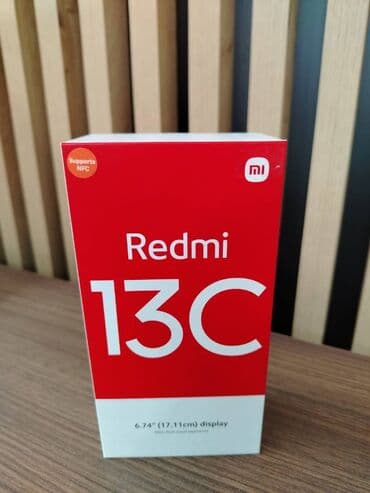 Supports
NFC
mi
Redmi
13C
6.74" (17.11cm) display